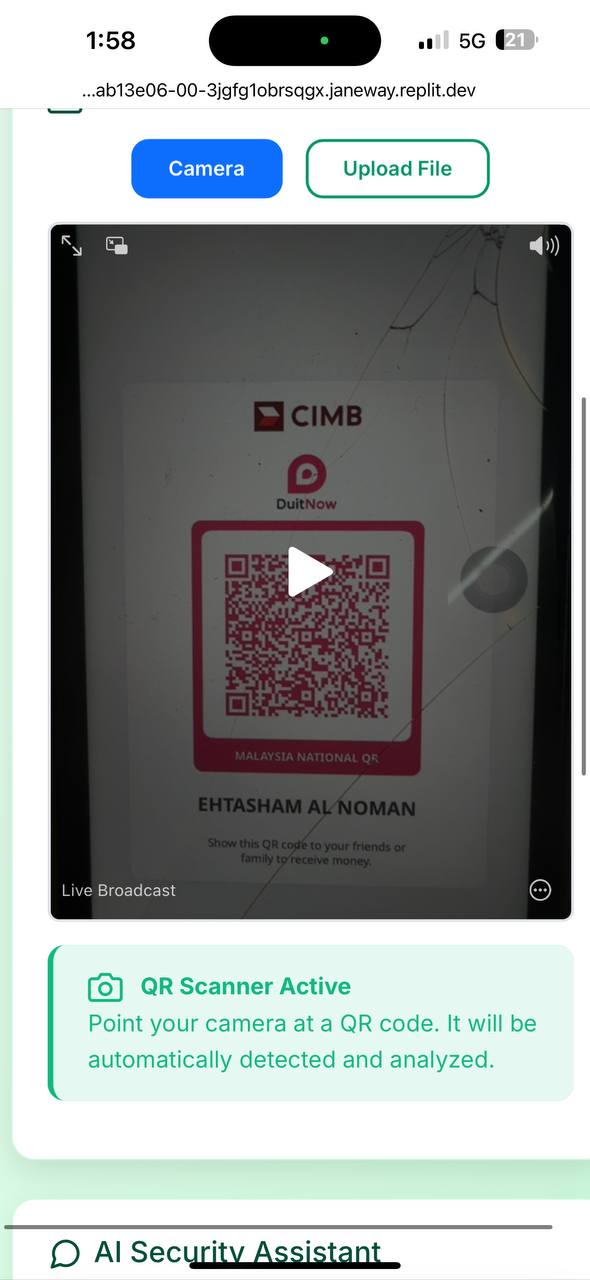 1:58
5G
21
...ab13e06-00-3jgfg1obrsqgx.janeway.replit.dev
Camera
Upload File
CIMB
DuitNow
MALAYSIA NATIONAL QR
EHTASHAM AL NOMAN
Show this QR code to your friends or
family to receive money.
Live Broadcast
QR Scanner Active
Point your camera at a QR code. It will be
automatically detected and analyzed.
AI Security Assistant